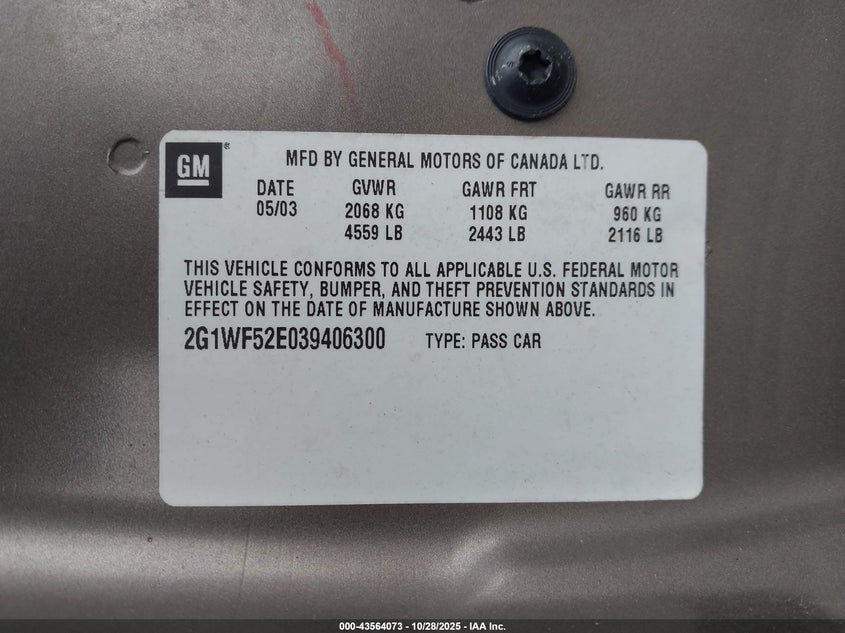 GM®
MFD BY GENERAL MOTORS OF CANADA LTD.
DATE GVWR GAWR FRT GAWR RR
05/03 2068 KG 1108 KG 960 KG
4559 LB 2443 LB 2116 LB
THIS VEHICLE CONFORMS TO ALL APPLICABLE U.S. FEDERAL MOTOR
VEHICLE SAFETY, BUMPER, AND THEFT PREVENTION STANDARDS IN
EFFECT ON THE DATE OF MANUFACTURE SHOWN ABOVE.
2G1WF52E039406300 TYPE: PASS CAR
000-43564073 - 10/28/2025 - IAA Inc.